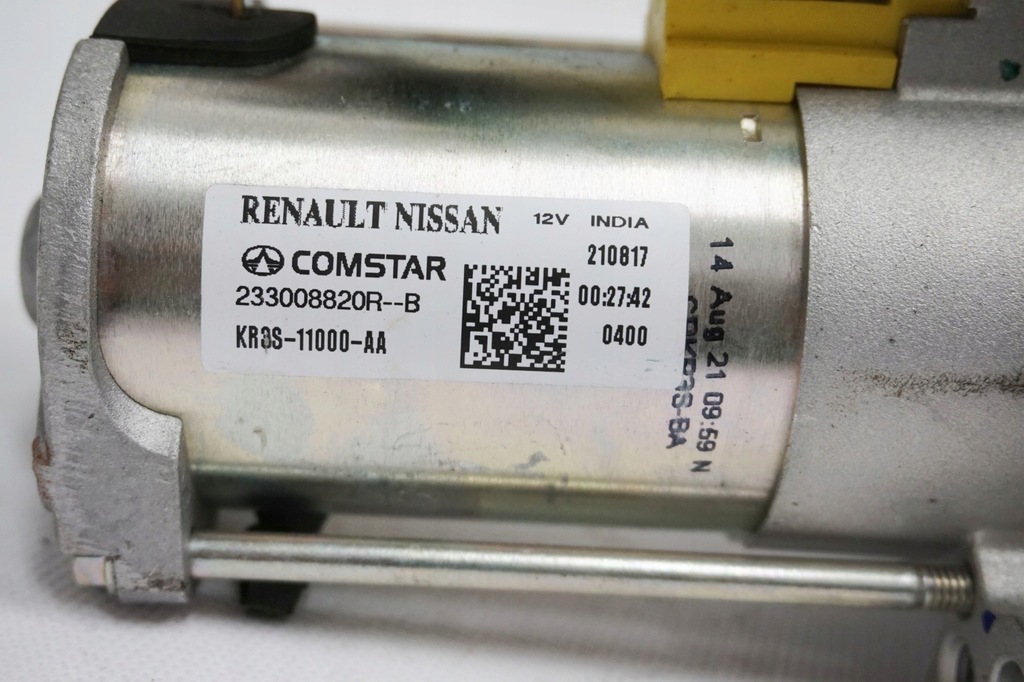 RENAULT NISSAN 12V INDIA
COMSTAR 210817
233008820R--B 00:27:42
KR3S-11000-AA 0400
14 Aug 21 09:59 N